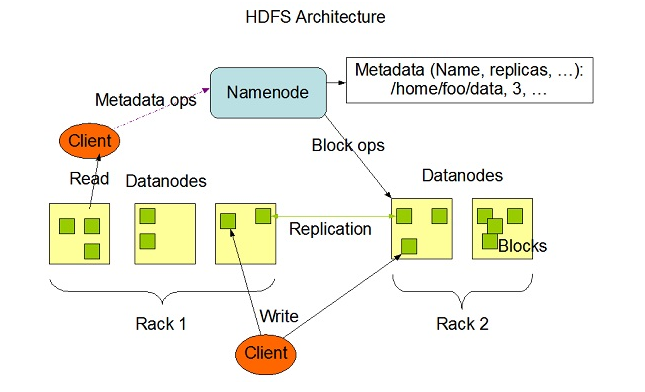 HDFS Architecture
Metadata (Name, replicas, …):
/home/foo/data, 3, …
Namenode
Metadata ops
Client
Block ops
Read
Datanodes
Datanodes
Replication
Blocks
Rack 1
Write
Rack 2
Client